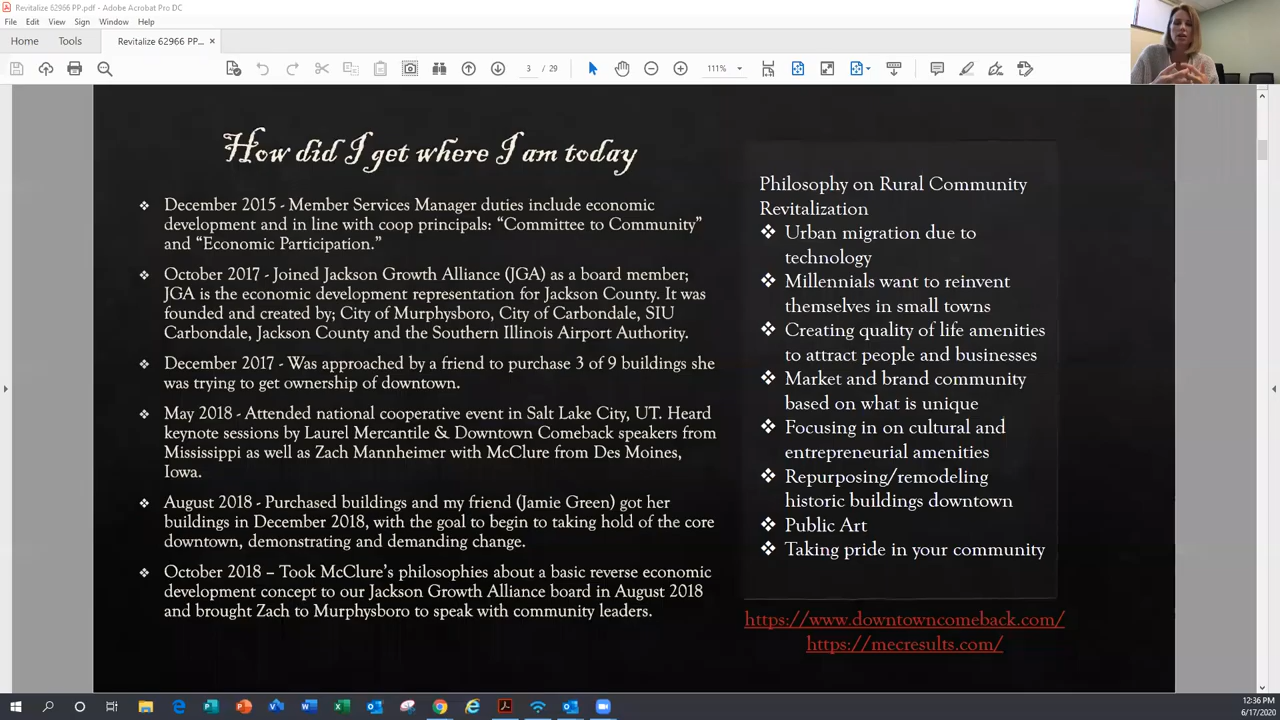 Revitalize 62966 PP.pdf - Adobe Acrobat Pro DC
File Edit View Sign Window Help
Home Tools Revitalize 62966 PP... ×
3 / 29 111%
How did I get where I am today
❖ December 2015 - Member Services Manager duties include economic
development and in line with coop principals: “Committee to Community”
and “Economic Participation.”
❖ October 2017 - Joined Jackson Growth Alliance (JGA) as a board member;
JGA is the economic development representation for Jackson County. It was
founded and created by; City of Murphysboro, City of Carbondale, SIU
Carbondale, Jackson County and the Southern Illinois Airport Authority.
❖ December 2017 - Was approached by a friend to purchase 3 of 9 buildings she
was trying to get ownership of downtown.
❖ May 2018 - Attended national cooperative event in Salt Lake City, UT. Heard
keynote sessions by Laurel Mercantile & Downtown Comeback speakers from
Mississippi as well as Zach Mannheimer with McClure from Des Moines,
Iowa.
❖ August 2018 - Purchased buildings and my friend (Jamie Green) got her
buildings in December 2018, with the goal to begin to taking hold of the core
downtown, demonstrating and demanding change.
❖ October 2018 – Took McClure’s philosophies about a basic reverse economic
development concept to our Jackson Growth Alliance board in August 2018
and brought Zach to Murphysboro to speak with community leaders.
Philosophy on Rural Community
Revitalization
❖ Urban migration due to
technology
❖ Millennials want to reinvent
themselves in small towns
❖ Creating quality of life amenities
to attract people and businesses
❖ Market and brand community
based on what is unique
❖ Focusing in on cultural and
entrepreneurial amenities
❖ Repurposing/remodeling
historic buildings downtown
❖ Public Art
❖ Taking pride in your community
https://www.downtowncomeback.com/
https://mecresults.com/
12:36 PM
6/17/2020